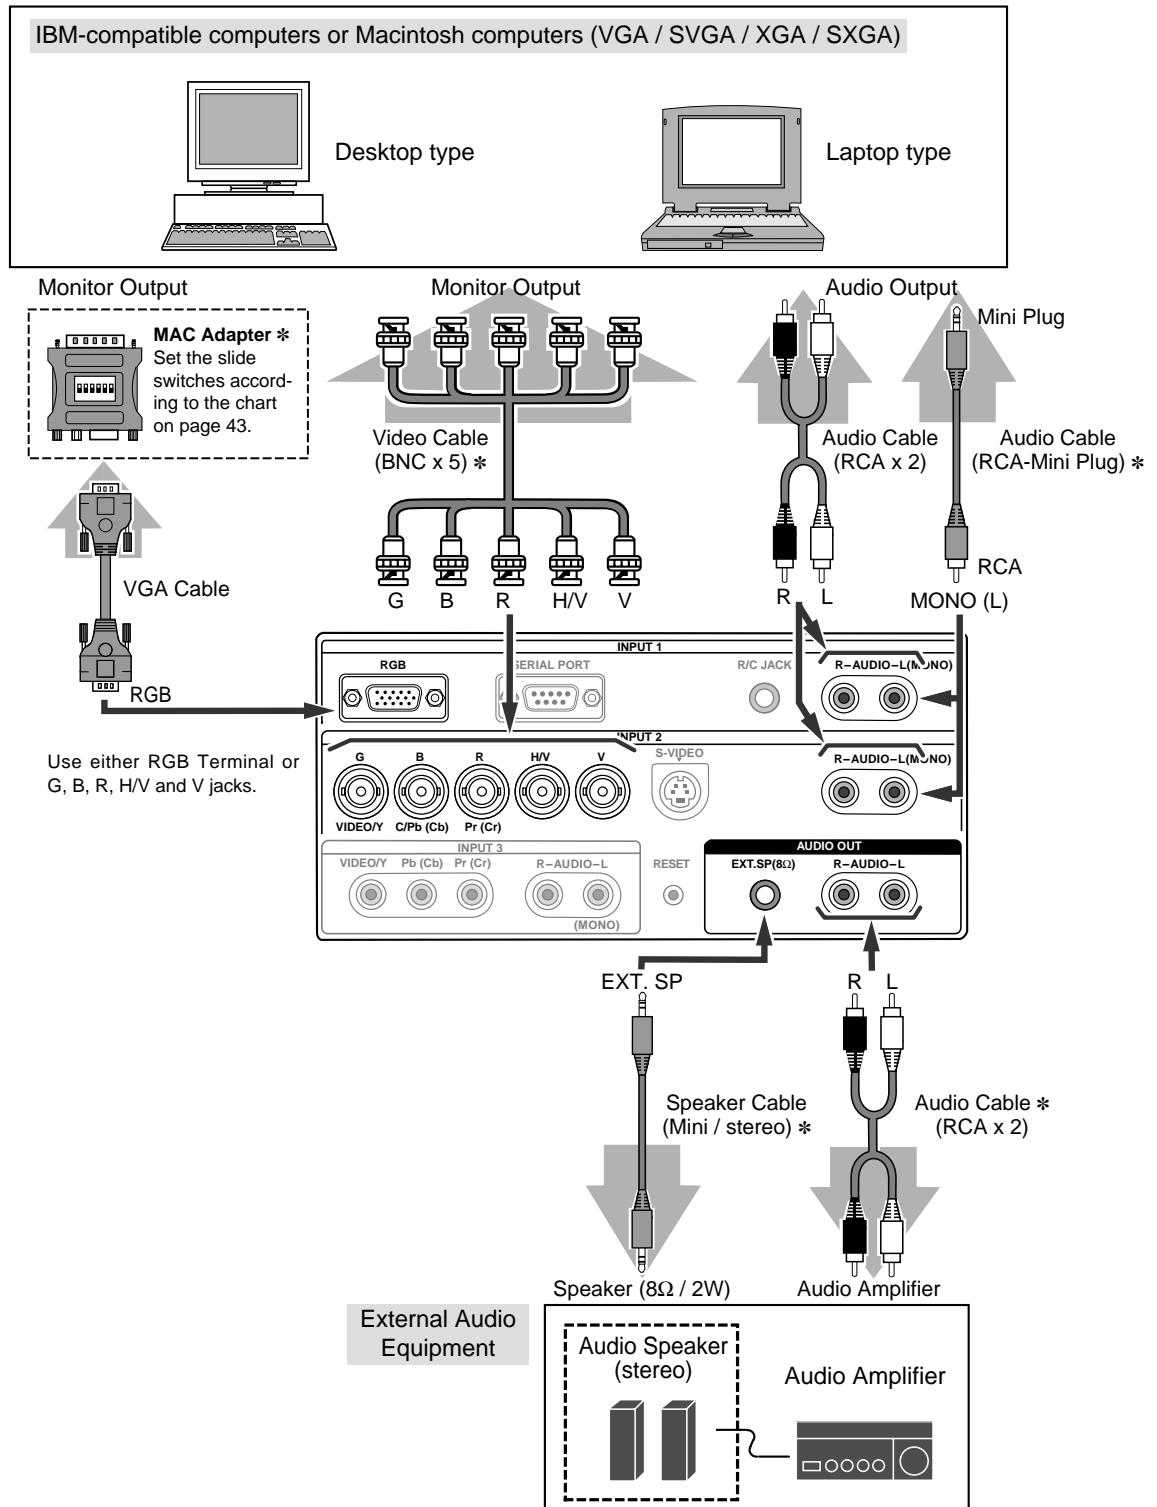 IBM-compatible computers or Macintosh computers (VGA / SVGA / XGA / SXGA)
Desktop type
Laptop type
Monitor Output
Monitor Output
Audio Output
MAC Adapter ✻
Set the slide
switches accord-
ing to the chart
on page 43.
Mini Plug
Video Cable
(BNC x 5) ✻
Audio Cable
(RCA x 2)
Audio Cable
(RCA-Mini Plug) ✻
VGA Cable
RCA
G B R H/V V
R L
MONO (L)
RGB
Use either RGB Terminal or
G, B, R, H/V and V jacks.
INPUT 1
RGB
SERIAL PORT
R/C JACK
R–AUDIO–L(MONO)
INPUT 2
G B R H/V V
S-VIDEO
R–AUDIO–L(MONO)
VIDEO/Y C/Pb (Cb) Pr (Cr)
INPUT 3
VIDEO/Y Pb (Cb) Pr (Cr)
R–AUDIO–L
(MONO)
RESET
AUDIO OUT
EXT.SP(8Ω)
R–AUDIO–L
EXT. SP
R L
Speaker Cable
(Mini / stereo) ✻
Audio Cable ✻
(RCA x 2)
Speaker (8Ω / 2W)
Audio Amplifier
External Audio
Equipment
Audio Speaker
(stereo)
Audio Amplifier